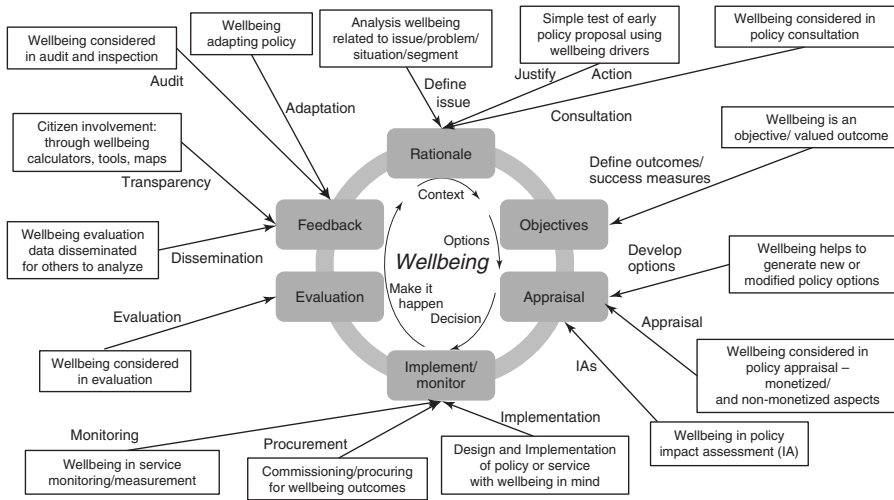 Wellbeing considered
in audit and inspection
Audit
Wellbeing
adapting policy
Adaptation
Analysis wellbeing
related to issue/problem/
situation/segment
Define
issue
Simple test of early
policy proposal using
wellbeing drivers
Justify
Action
Wellbeing considered in
policy consultation
Consultation
Citizen involvement:
through wellbeing
calculators, tools, maps
Transparency
Wellbeing is an
objective/ valued outcome
Define outcomes/
success measures
Rationale
Context
Feedback
Objectives
Options
Wellbeing
Wellbeing evaluation
data disseminated
for others to analyze
Dissemination
Wellbeing helps to
generate new or
modified policy options
Develop
options
Evaluation
Make it
happen
Appraisal
Decision
Evaluation
Appraisal
Wellbeing considered
in evaluation
Implement/
monitor
IAs
Wellbeing considered in
policy appraisal –
monetized/
and non-monetized aspects
Monitoring
Wellbeing in service
monitoring/measurement
Procurement
Commissioning/procuring
for wellbeing outcomes
Implementation
Design and Implementation
of policy or service
with wellbeing in mind
Wellbeing in policy
impact assessment (IA)